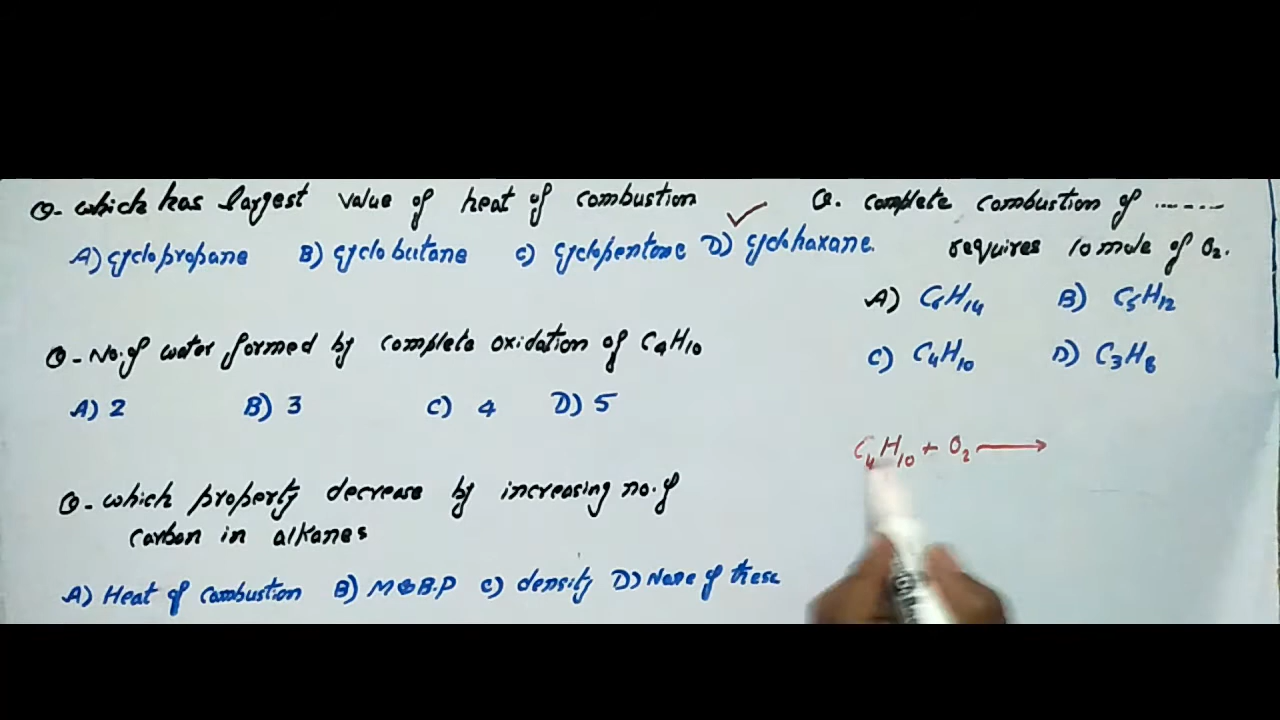 Q- which has largest value of heat of combustion
A) cyclopropane B) cyclobutane C) cyclopentane D) cyclohaxane.
Q- No. of water formed by complete oxidation of C4H10
A) 2 B) 3 C) 4 D) 5
Q- which property decrease by increasing no. of
carbon in alkanes
A) Heat of combustion B) M&B.P C) density D) None of these
Q. complete combustion of ......
requires 10 mole of O2.
A) C6H14 B) C5H12
C) C4H10 D) C3H8
C4H10 + O2 ⟶